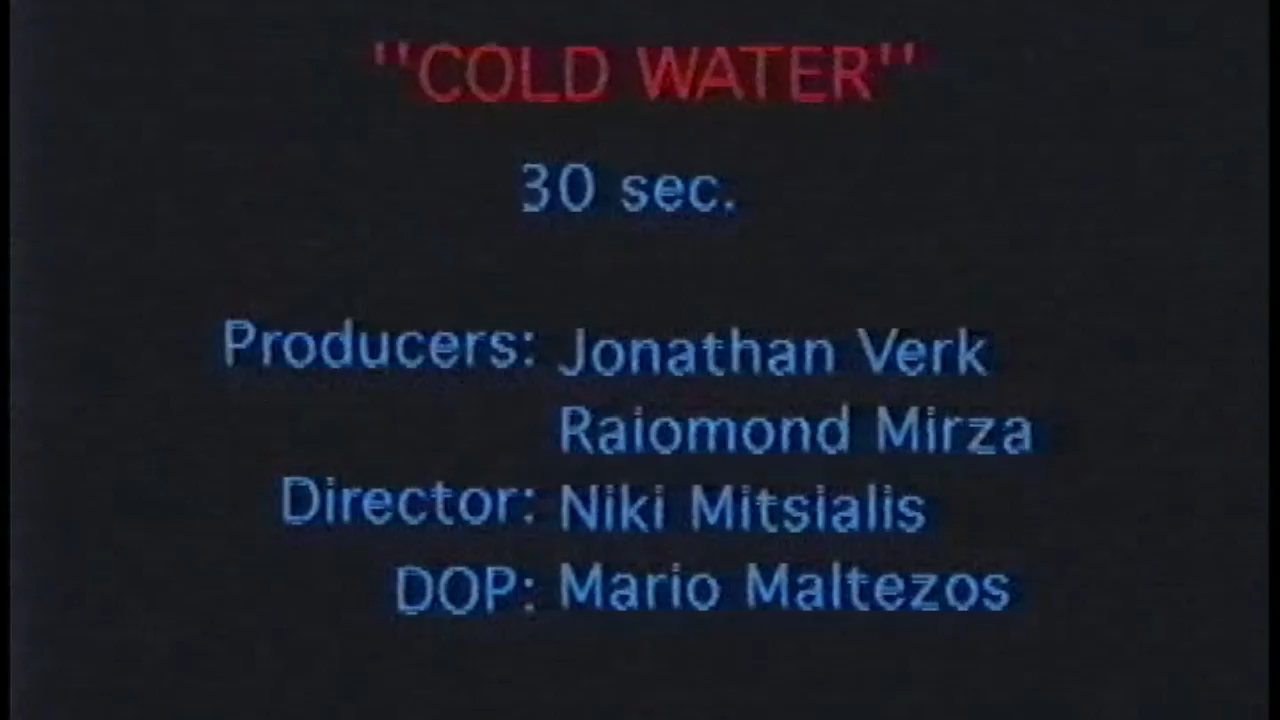 "COLD WATER"
30 sec.
Producers: Jonathan Verk
Raiomond Mirza
Director: Niki Mitsialis
DOP: Mario Maltezos